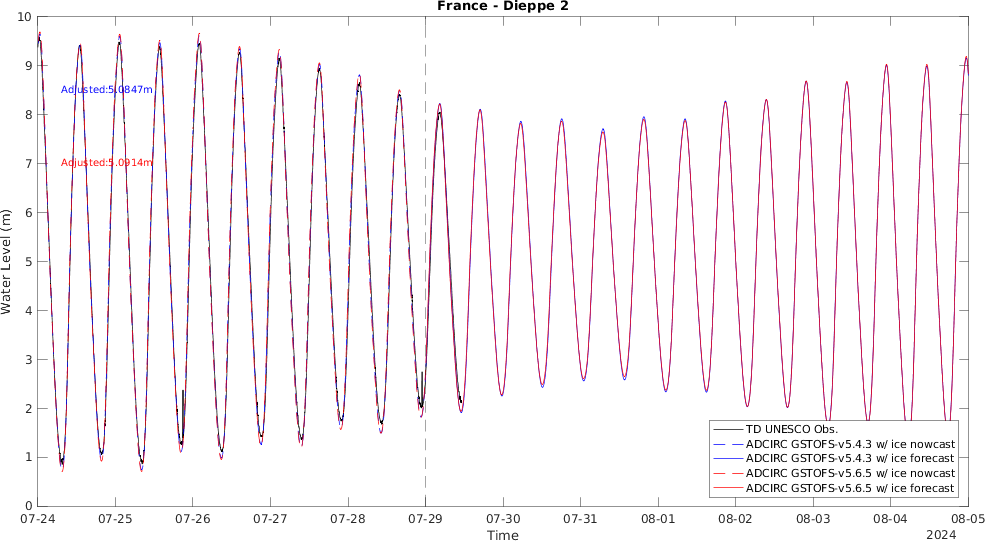 France - Dieppe 2
10
9
8
7
6
5
4
3
2
1
0
Water Level (m)
Adjusted:5.0847m
Adjusted:5.0914m
TD UNESCO Obs.
ADCIRC GSTOFS-v5.4.3 w/ ice nowcast
ADCIRC GSTOFS-v5.4.3 w/ ice forecast
ADCIRC GSTOFS-v5.6.5 w/ ice nowcast
ADCIRC GSTOFS-v5.6.5 w/ ice forecast
07-24 07-25 07-26 07-27 07-28 07-29 07-30 07-31 08-01 08-02 08-03 08-04 08-05
Time
2024